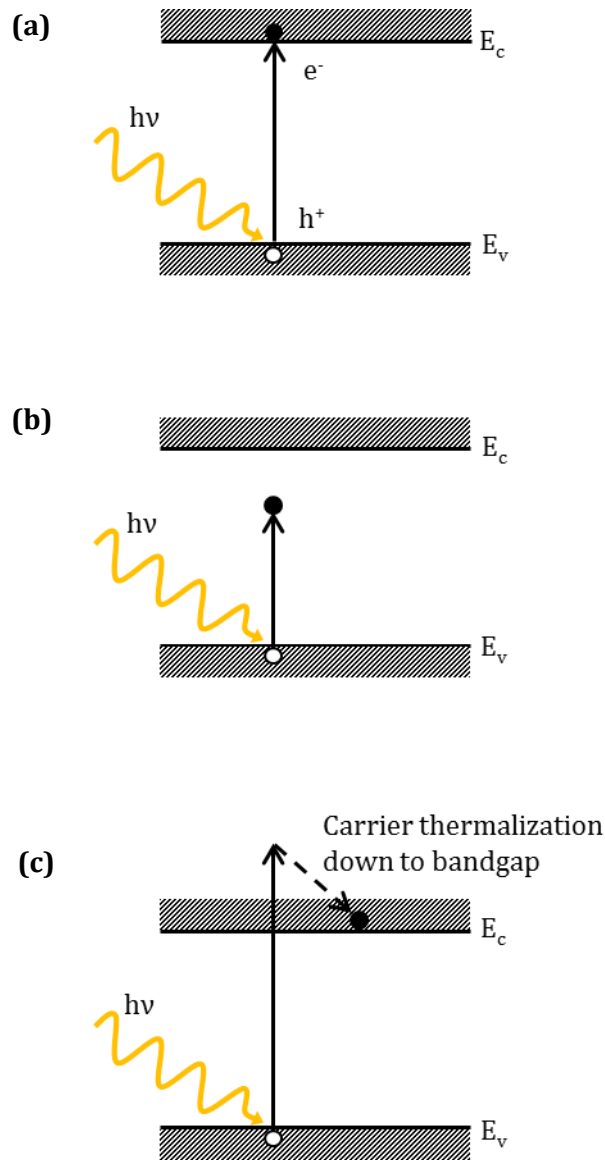 (a)
E_c
e⁻
hν
h⁺
E_v
(b)
E_c
hν
E_v
Carrier thermalization
down to bandgap
(c)
E_c
hν
E_v